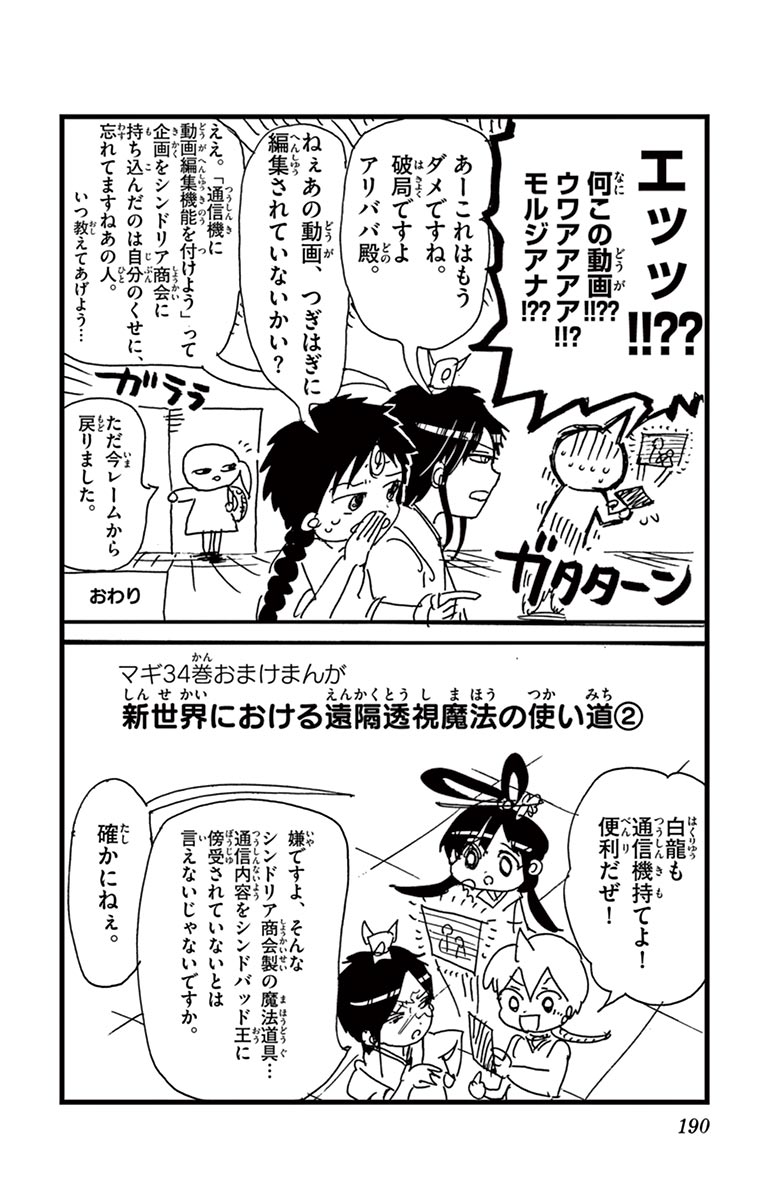 エッッ!!??
何この動画!!??
ウワアアアア!!?
モルジアナ!??
あーこれはもう
ダメですね。
破局ですよ
アリババ殿。
ねぇあの動画、つぎはぎに
編集されていないかい?
ええ。「通信機に
動画編集機能を付けよう」って
企画をシンドリア商会に
持ち込んだのは自分のくせに、
忘れてますねあの人。
いつ教えてあげよう…
ガタターン
ガララ
ただ今レームから
戻りました。
おわり
マギ34巻おまけまんが
新世界における遠隔透視魔法の使い道②
白龍も
通信機持てよ!
便利だぜ!
嫌ですよ、そんな
シンドリア商会製の魔法道具…
通信内容をシンドバッド王に
傍受されていないとは
言えないじゃないですか。
確かにねぇ。
190